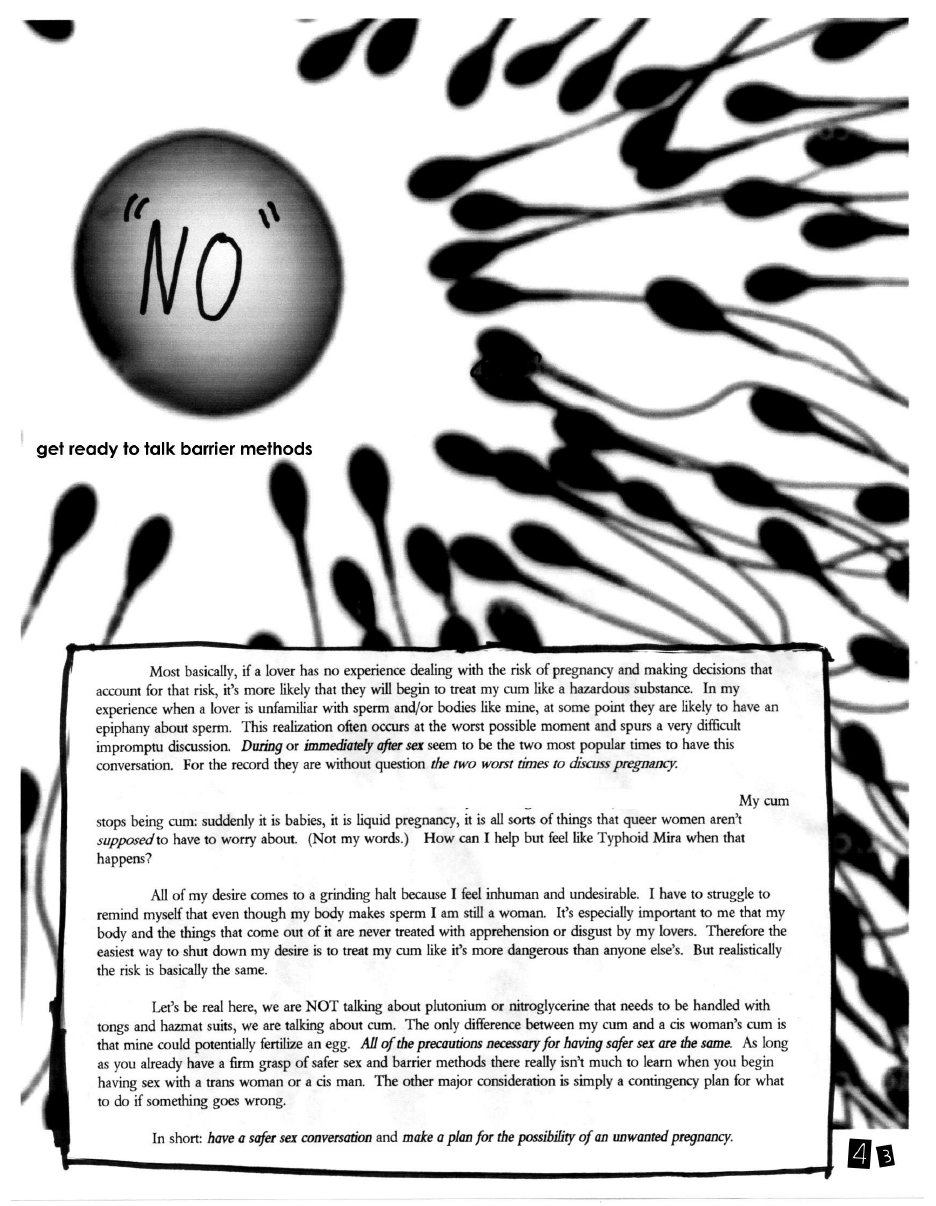 "NO"
get ready to talk barrier methods
Most basically, if a lover has no experience dealing with the risk of pregnancy and making decisions that
account for that risk, it's more likely that they will begin to treat my cum like a hazardous substance. In my
experience when a lover is unfamiliar with sperm and/or bodies like mine, at some point they are likely to have an
epiphany about sperm. This realization often occurs at the worst possible moment and spurs a very difficult
impromptu discussion. During or immediately after sex seem to be the two most popular times to have this
conversation. For the record they are without question the two worst times to discuss pregnancy.
My cum
stops being cum: suddenly it is babies, it is liquid pregnancy, it is all sorts of things that queer women aren't
supposed to have to worry about. (Not my words.) How can I help but feel like Typhoid Mira when that
happens?
All of my desire comes to a grinding halt because I feel inhuman and undesirable. I have to struggle to
remind myself that even though my body makes sperm I am still a woman. It's especially important to me that my
body and the things that come out of it are never treated with apprehension or disgust by my lovers. Therefore the
easiest way to shut down my desire is to treat my cum like it's more dangerous than anyone else's. But realistically
the risk is basically the same.
Let's be real here, we are NOT talking about plutonium or nitroglycerine that needs to be handled with
tongs and hazmat suits, we are talking about cum. The only difference between my cum and a cis woman's cum is
that mine could potentially fertilize an egg. All of the precautions necessary for having safer sex are the same. As long
as you already have a firm grasp of safer sex and barrier methods there really isn't much to learn when you begin
having sex with a trans woman or a cis man. The other major consideration is simply a contingency plan for what
to do if something goes wrong.
In short: have a safer sex conversation and make a plan for the possibility of an unwanted pregnancy.
43